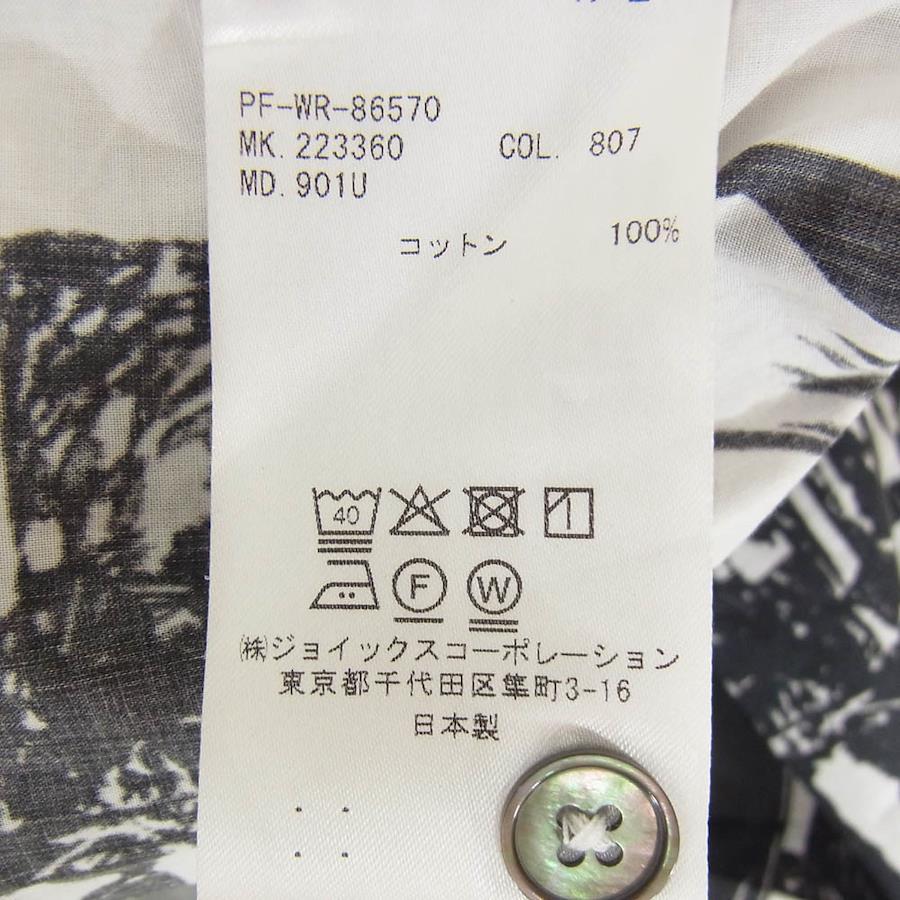 PF-WR-86570
MK. 223360 COL. 807
MD. 901U
コットン 100%
40
F W
㈱ジョイックスコーポレーション
東京都千代田区隼町3-16
日本製